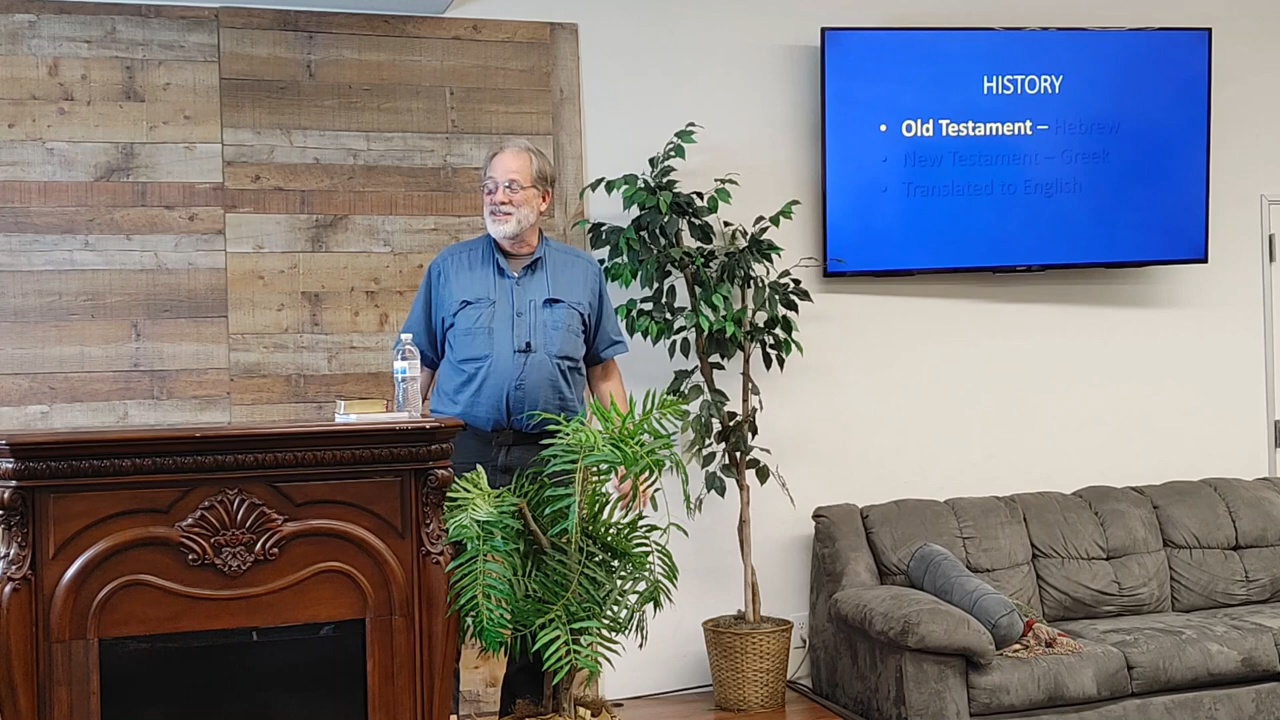 HISTORY
• Old Testament – Hebrew
• New Testament – Greek
• Translated to English